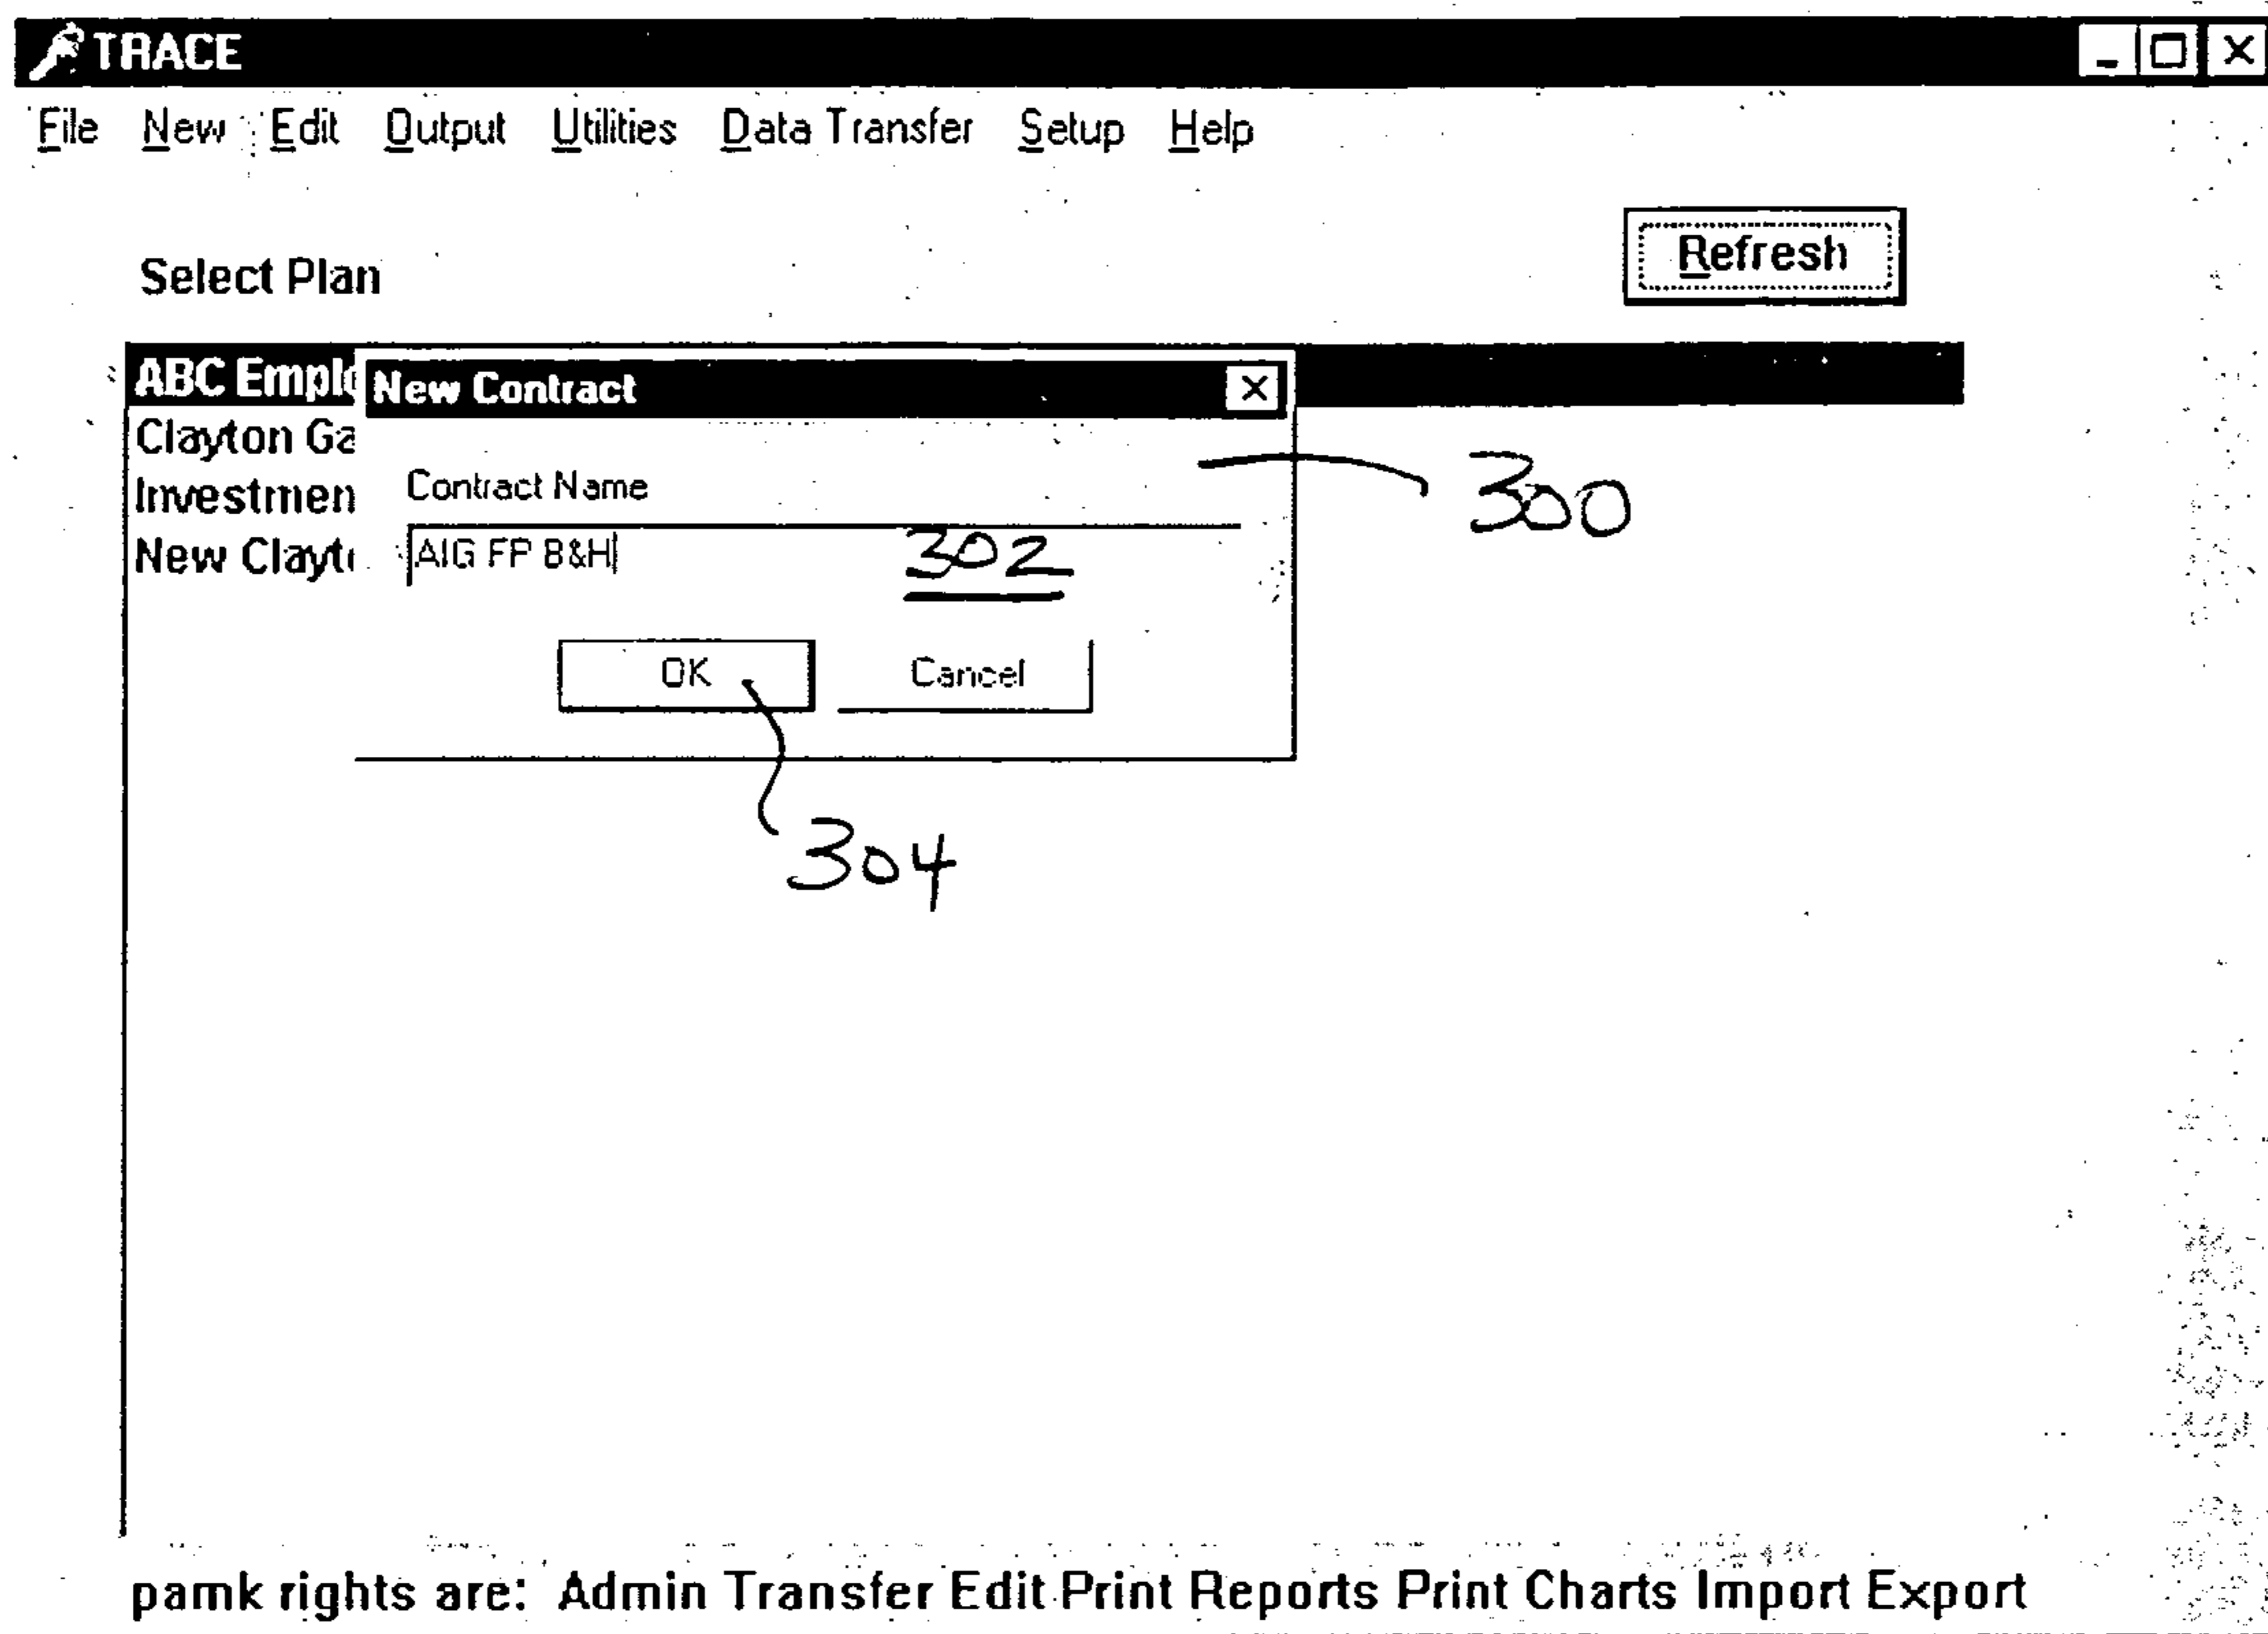 TRACE
File New Edit Output Utilities Data Transfer Setup Help
Refresh
Select Plan
ABC Emplo
New Contract
Clayton Ga
Contract Name
300
Investmen
New Clayt
AIG FP B&H
302
OK Cancel
304
pamk rights are: Admin Transfer Edit Print Reports Print Charts Import Export